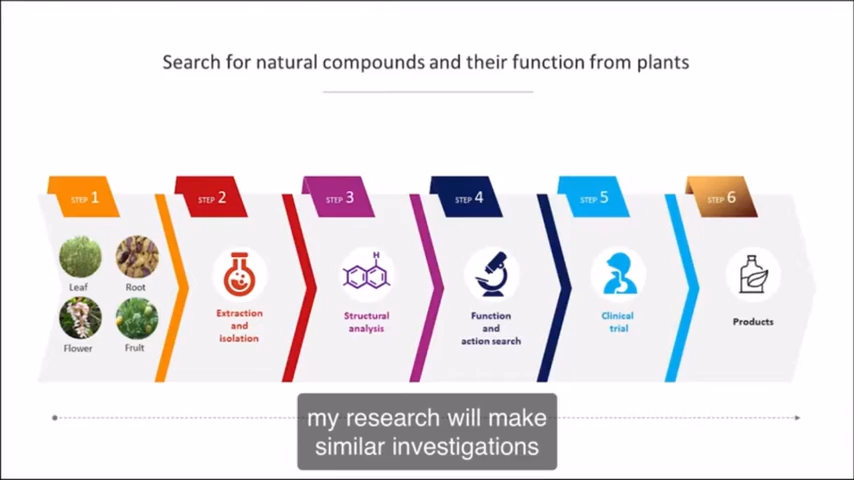 Search for natural compounds and their function from plants
STEP 1
STEP 2
STEP 3
STEP 4
STEP 5
STEP 6
Leaf
Root
Flower
Fruit
Extraction
and
isolation
H
Structural
analysis
Function
and
action search
Clinical
trial
Products
my research will make
similar investigations